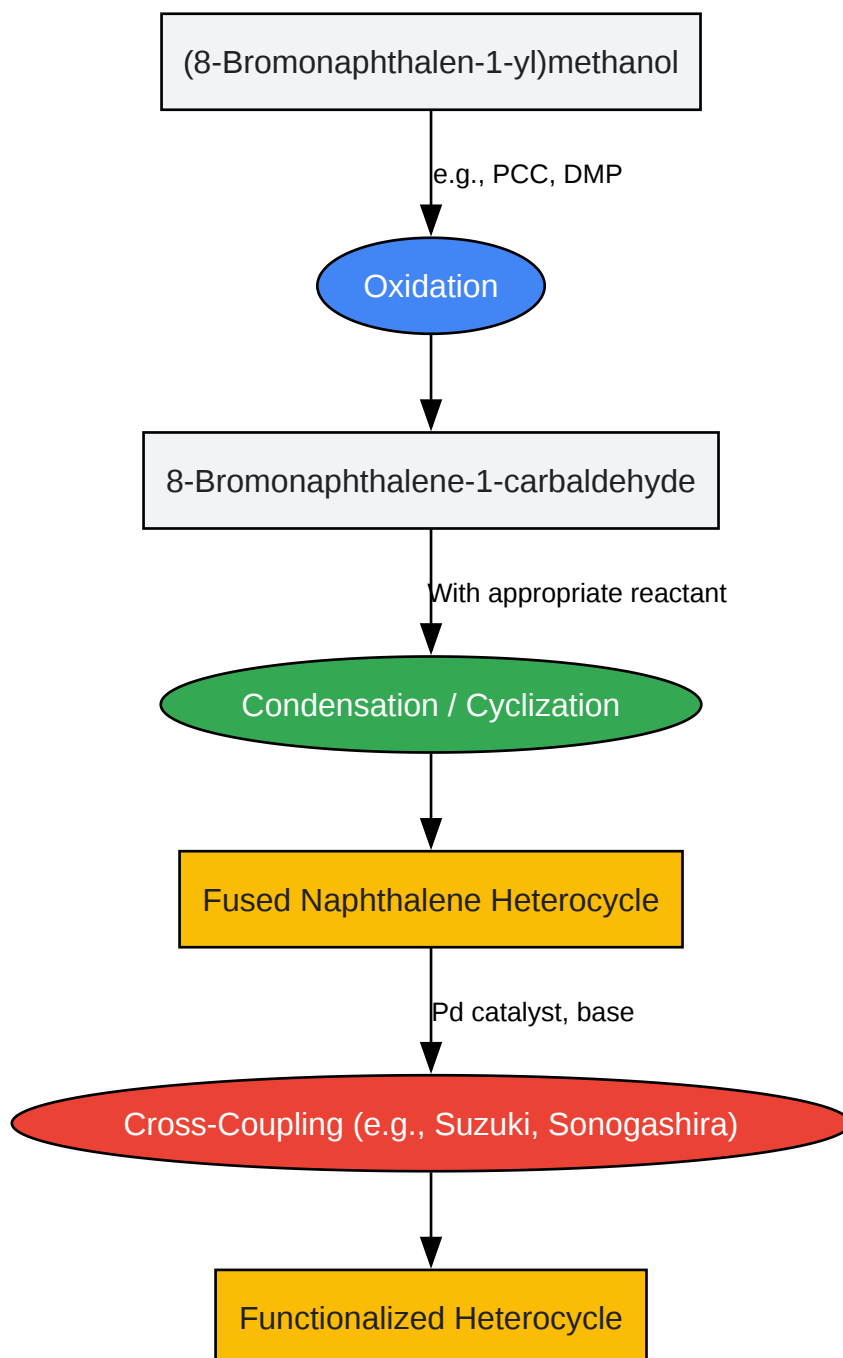 (8-Bromonaphthalen-1-yl)methanol
e.g., PCC, DMP
Oxidation
8-Bromonaphthalene-1-carbaldehyde
With appropriate reactant
Condensation / Cyclization
Fused Naphthalene Heterocycle
Pd catalyst, base
Cross-Coupling (e.g., Suzuki, Sonogashira)
Functionalized Heterocycle